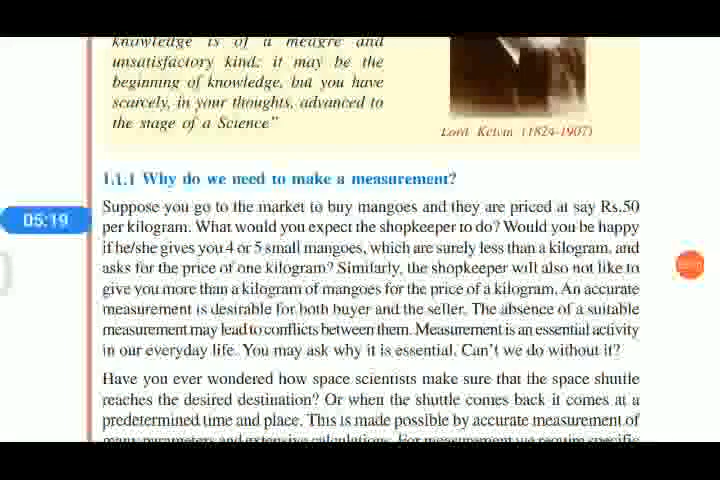 knowledge is of a meagre and
unsatisfactory kind; it may be the
beginning of knowledge, but you have
scarcely, in your thoughts, advanced to
the stage of a Science"
Lord Kelvin (1824-1907)
1.1.1 Why do we need to make a measurement?
Suppose you go to the market to buy mangoes and they are priced at say Rs.50
per kilogram. What would you expect the shopkeeper to do? Would you be happy
if he/she gives you 4 or 5 small mangoes, which are surely less than a kilogram, and
asks for the price of one kilogram? Similarly, the shopkeeper will also not like to
give you more than a kilogram of mangoes for the price of a kilogram. An accurate
measurement is desirable for both buyer and the seller. The absence of a suitable
measurement may lead to conflicts between them. Measurement is an essential activity
in our everyday life. You may ask why it is essential. Can't we do without it?
05:19
Have you ever wondered how space scientists make sure that the space shuttle
reaches the desired destination? Or when the shuttle comes back it comes at a
predetermined time and place. This is made possible by accurate measurement of
many parameters and extensive calculations. For measurement we require specific